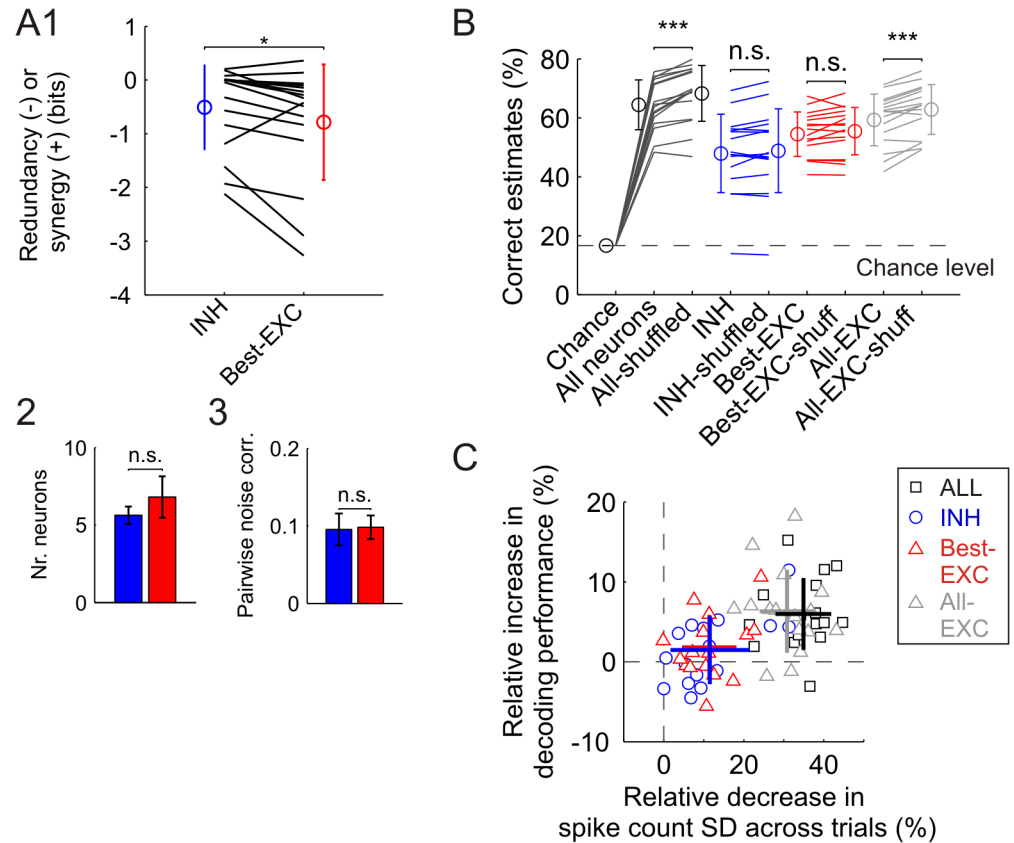 A1
Redundancy (-) or
synergy (+) (bits)
1
0
-1
-2
-3
-4
*
INH
Best-EXC
B
Correct estimates (%)
80
60
40
20
0
***
n.s.
n.s.
***
Chance level
Chance
All neurons
All-shuffled
INH
INH-shuffled
Best-EXC
Best-EXC-shuff
All-EXC
All-EXC-shuff
2
Nr. neurons
10
5
0
n.s.
3
Pairwise noise corr.
0.2
0.1
0
n.s.
C
Relative increase in
decoding performance (%)
20
10
0
-10
0
20
40
Relative decrease in
spike count SD across trials (%)
ALL
INH
Best-
EXC
All-
EXC